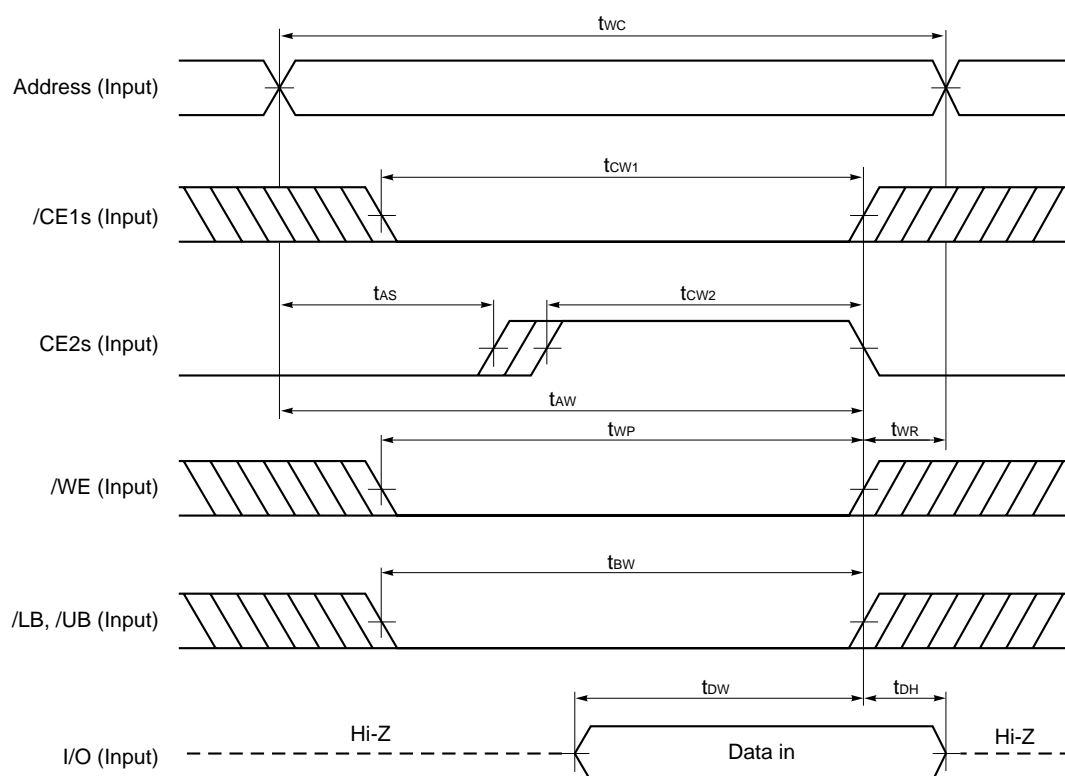 tWC
Address (Input)
tCW1
/CE1s (Input)
tAS
tCW2
CE2s (Input)
tAW
tWP
tWR
/WE (Input)
tBW
/LB, /UB (Input)
tDW
tDH
Hi-Z
Hi-Z
I/O (Input)
Data in